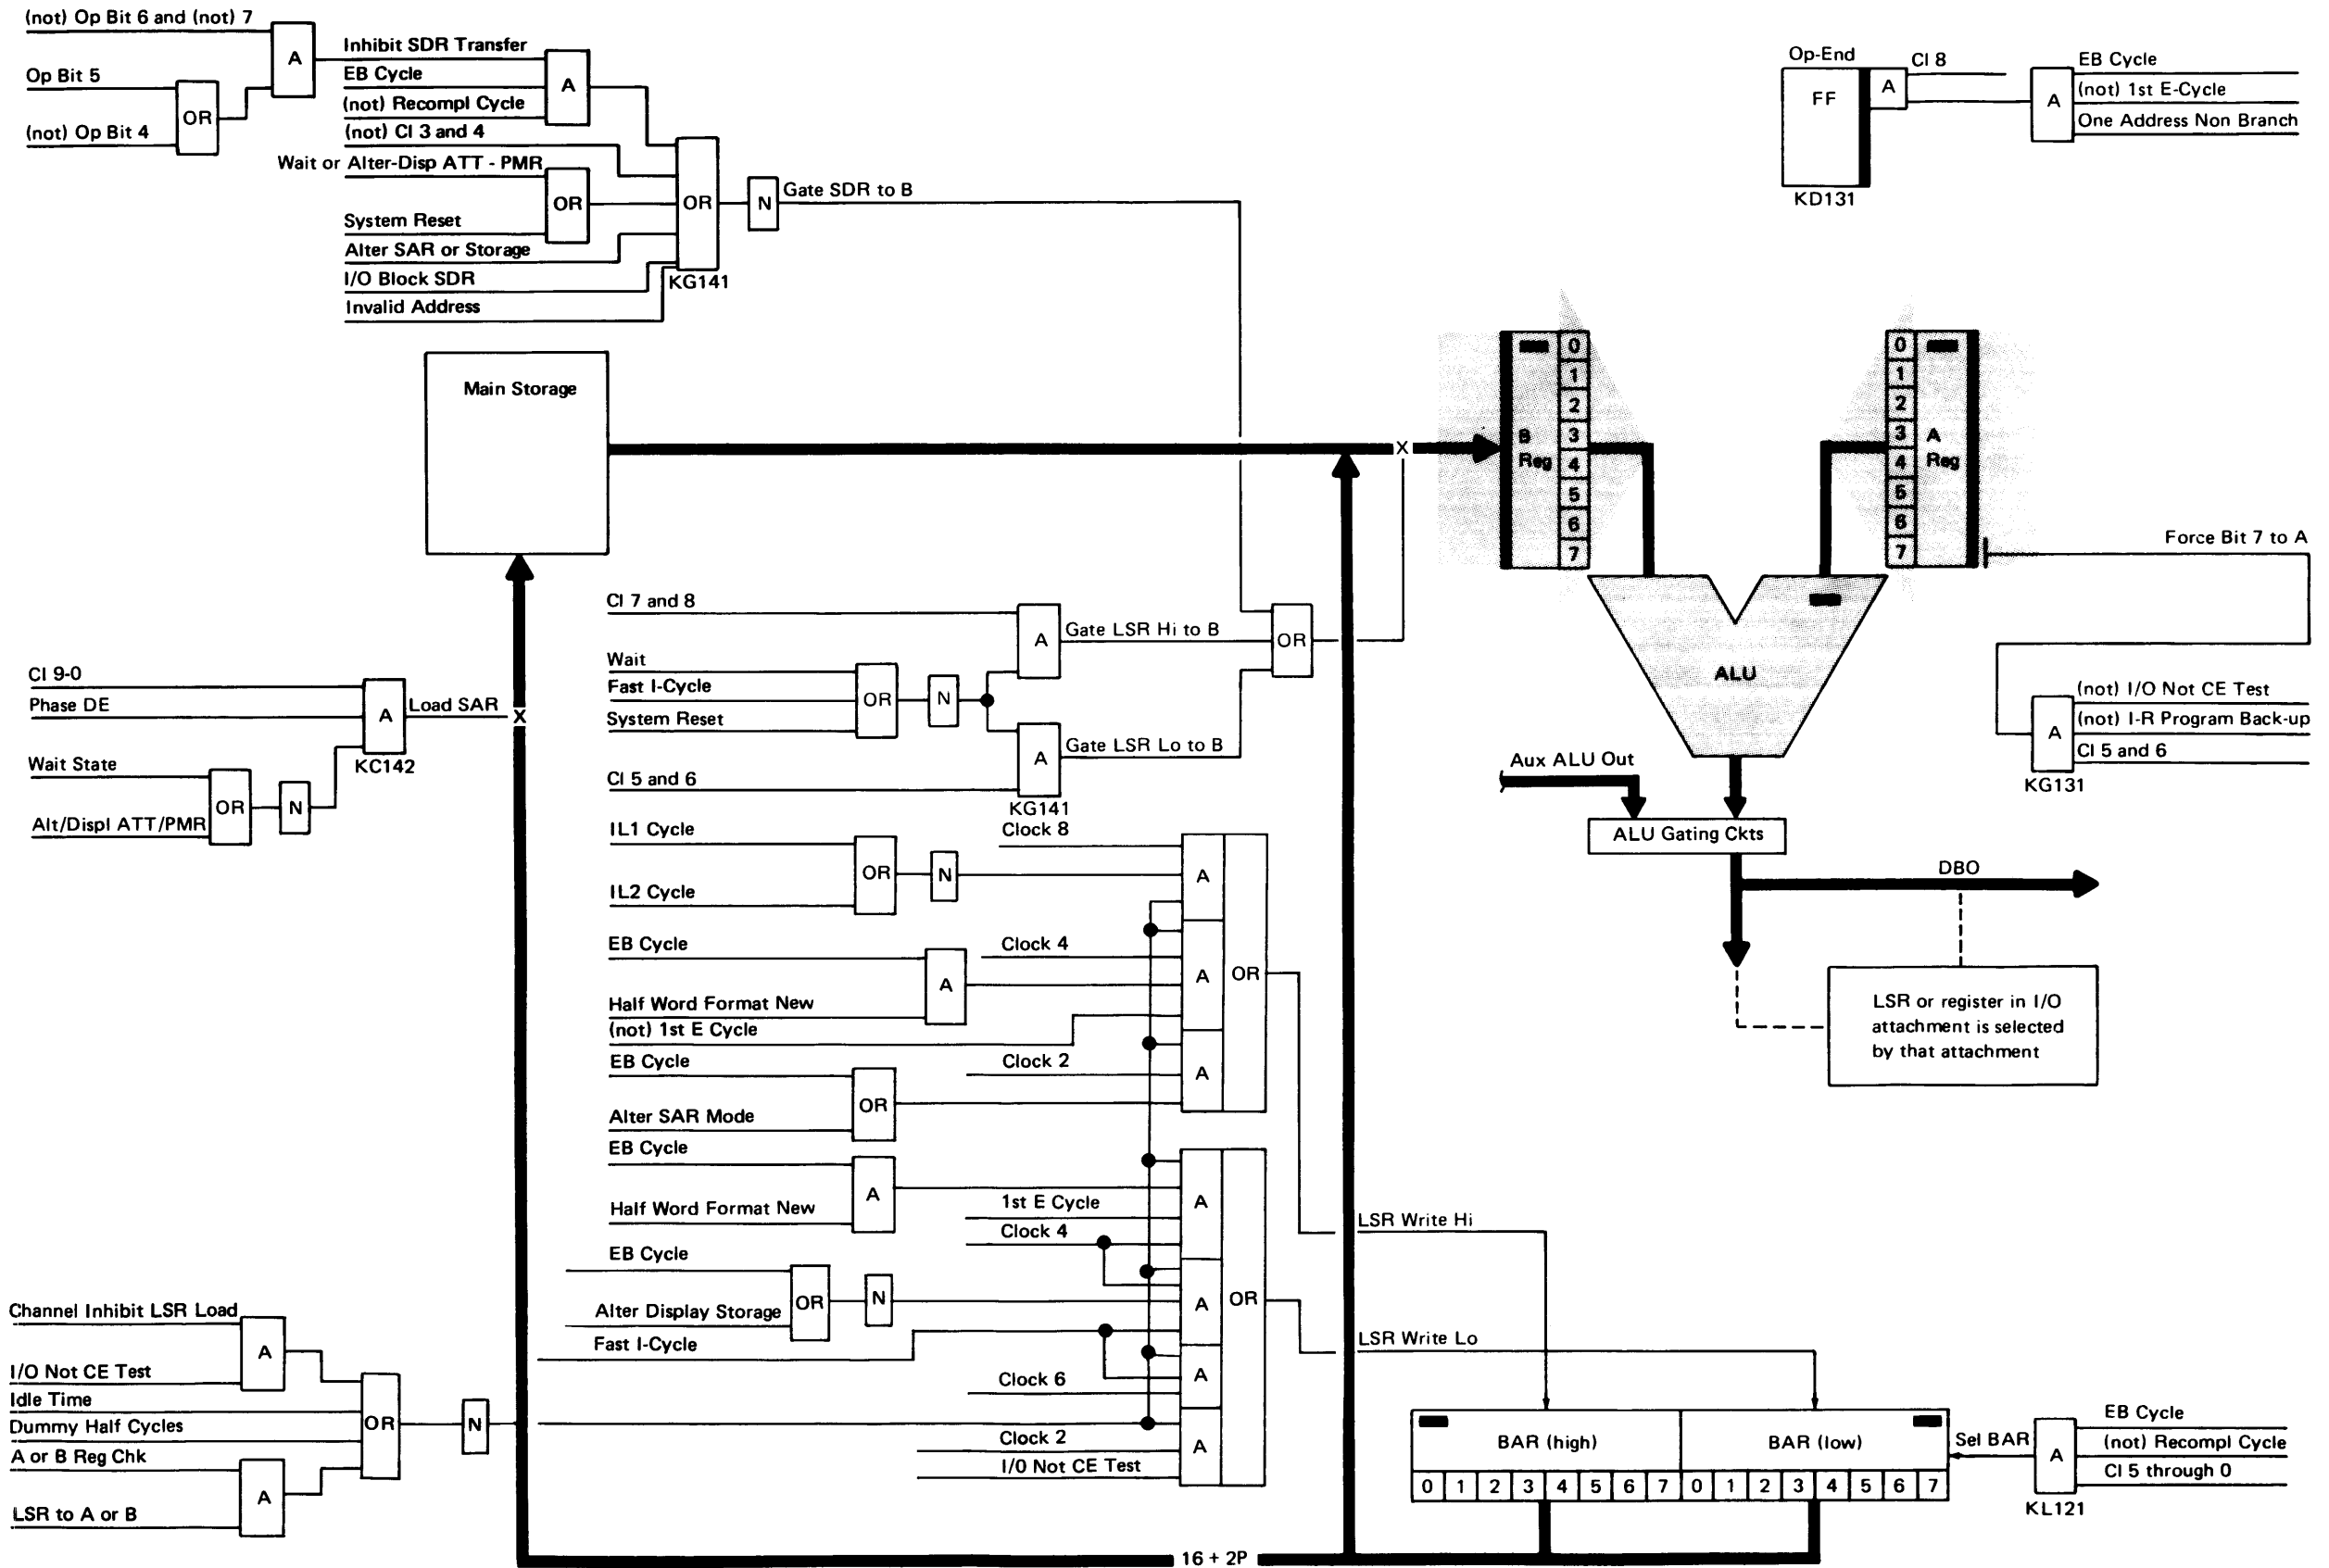 (not) Op Bit 6 and (not) 7
A
Op Bit 5
OR
(not) Op Bit 4
Inhibit SDR Transfer
EB Cycle
A
(not) Recompl Cycle
(not) Cl 3 and 4
Wait or Alter-Disp ATT - PMR
OR
System Reset
Alter SAR or Storage
I/O Block SDR
Invalid Address
OR
KG141
N
Gate SDR to B
Op-End
FF
A
KD131
Cl 8
A
EB Cycle
(not) 1st E-Cycle
One Address Non Branch
Main Storage
X
B
Reg
0
1
2
3
4
5
6
7
0
1
2
3
4
5
6
7
A
Reg
Force Bit 7 to A
ALU
(not) I/O Not CE Test
(not) I-R Program Back-up
A
Cl 5 and 6
KG131
Aux ALU Out
ALU Gating Ckts
DBO
LSR or register in I/O
attachment is selected
by that attachment
Cl 9-0
Phase DE
A
Load SAR
X
KC142
Wait State
OR
N
Alt/Displ ATT/PMR
Cl 7 and 8
A
Gate LSR Hi to B
OR
Wait
Fast I-Cycle
OR
N
System Reset
A
Gate LSR Lo to B
Cl 5 and 6
KG141
IL1 Cycle
OR
N
IL2 Cycle
Clock 8
A
EB Cycle
Clock 4
A
A
OR
Half Word Format New
(not) 1st E Cycle
EB Cycle
Clock 2
A
OR
Alter SAR Mode
EB Cycle
A
Half Word Format New
1st E Cycle
A
Clock 4
EB Cycle
OR
N
A
OR
Alter Display Storage
Fast I-Cycle
A
Clock 6
Clock 2
A
I/0 Not CE Test
LSR Write Hi
LSR Write Lo
Channel Inhibit LSR Load
A
I/O Not CE Test
Idle Time
OR
N
Dummy Half Cycles
A or B Reg Chk
A
LSR to A or B
BAR (high)
BAR (low)
0 1 2 3 4 5 6 7 0 1 2 3 4 5 6 7
Sel BAR
A
EB Cycle
(not) Recompl Cycle
Cl 5 through 0
KL121
16 + 2P